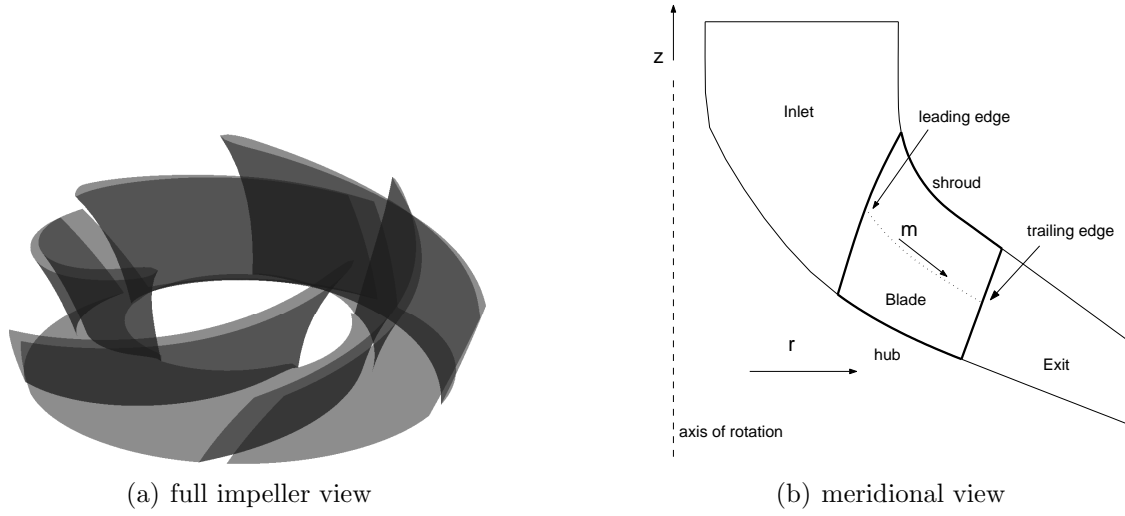 z
Inlet
leading edge
shroud
m
trailing edge
Blade
r
hub
Exit
axis of rotation
(a) full impeller view
(b) meridional view